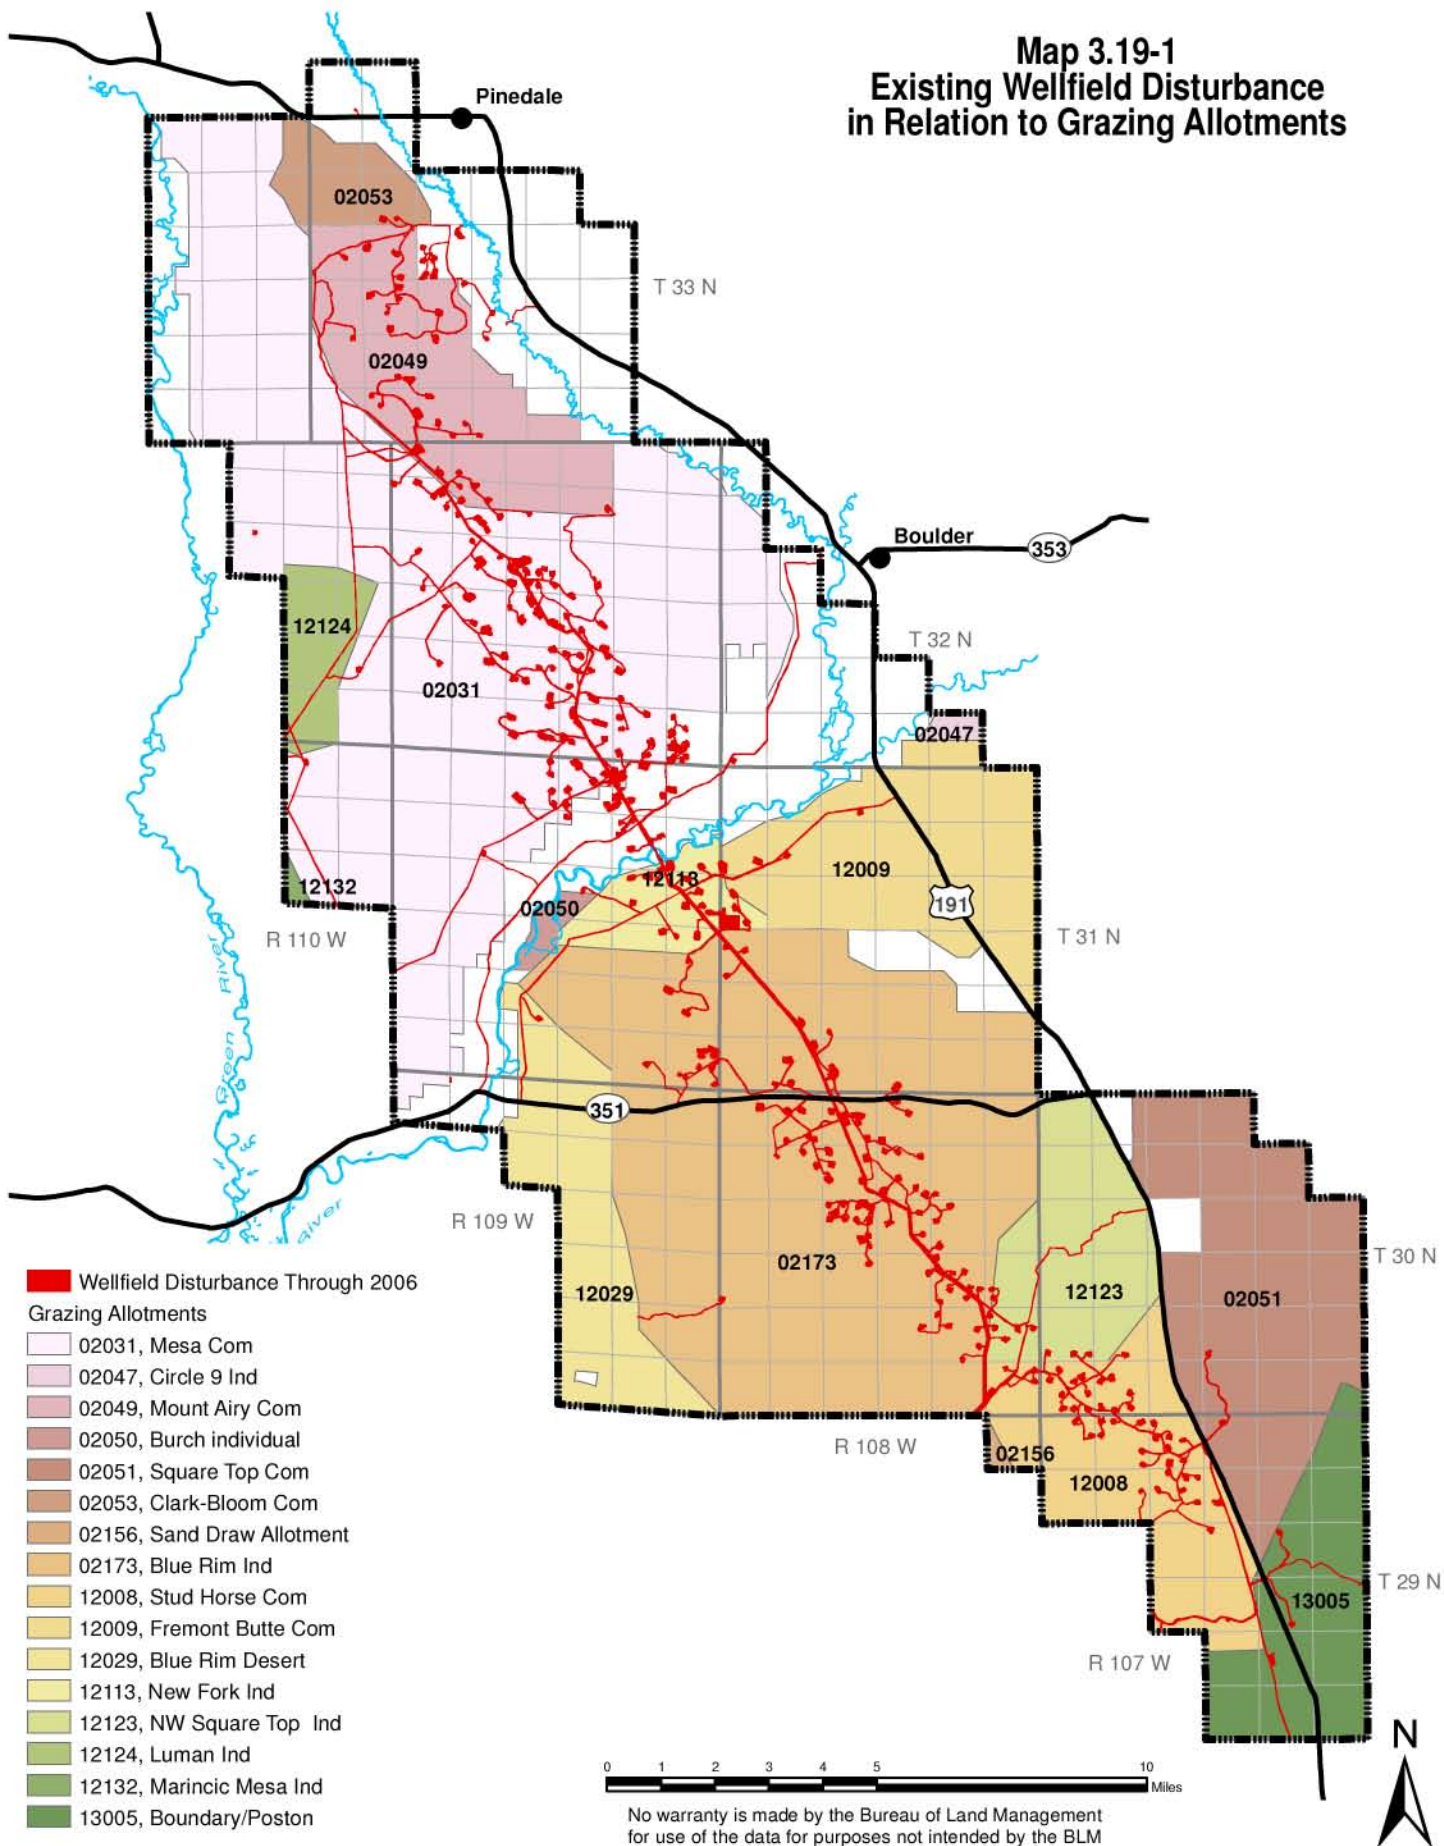 Map 3.19-1
Existing Wellfield Disturbance
in Relation to Grazing Allotments
Pinedale
02053
T 33 N
02049
Boulder
353
12124
T 32 N
02031
02047
12009
12113
12132
191
02050
R 110 W
T 31 N
Green River
351
River
R 109 W
T 30 N
02173
12029
12123
02051
R 108 W
02156
12008
T 29 N
13005
R 107 W
Wellfield Disturbance Through 2006
Grazing Allotments
02031, Mesa Com
02047, Circle 9 Ind
02049, Mount Airy Com
02050, Burch individual
02051, Square Top Com
02053, Clark-Bloom Com
02156, Sand Draw Allotment
02173, Blue Rim Ind
12008, Stud Horse Com
12009, Fremont Butte Com
12029, Blue Rim Desert
12113, New Fork Ind
12123, NW Square Top Ind
12124, Luman Ind
12132, Marincic Mesa Ind
13005, Boundary/Poston
N
0 1 2 3 4 5 10
Miles
No warranty is made by the Bureau of Land Management
for use of the data for purposes not intended by the BLM